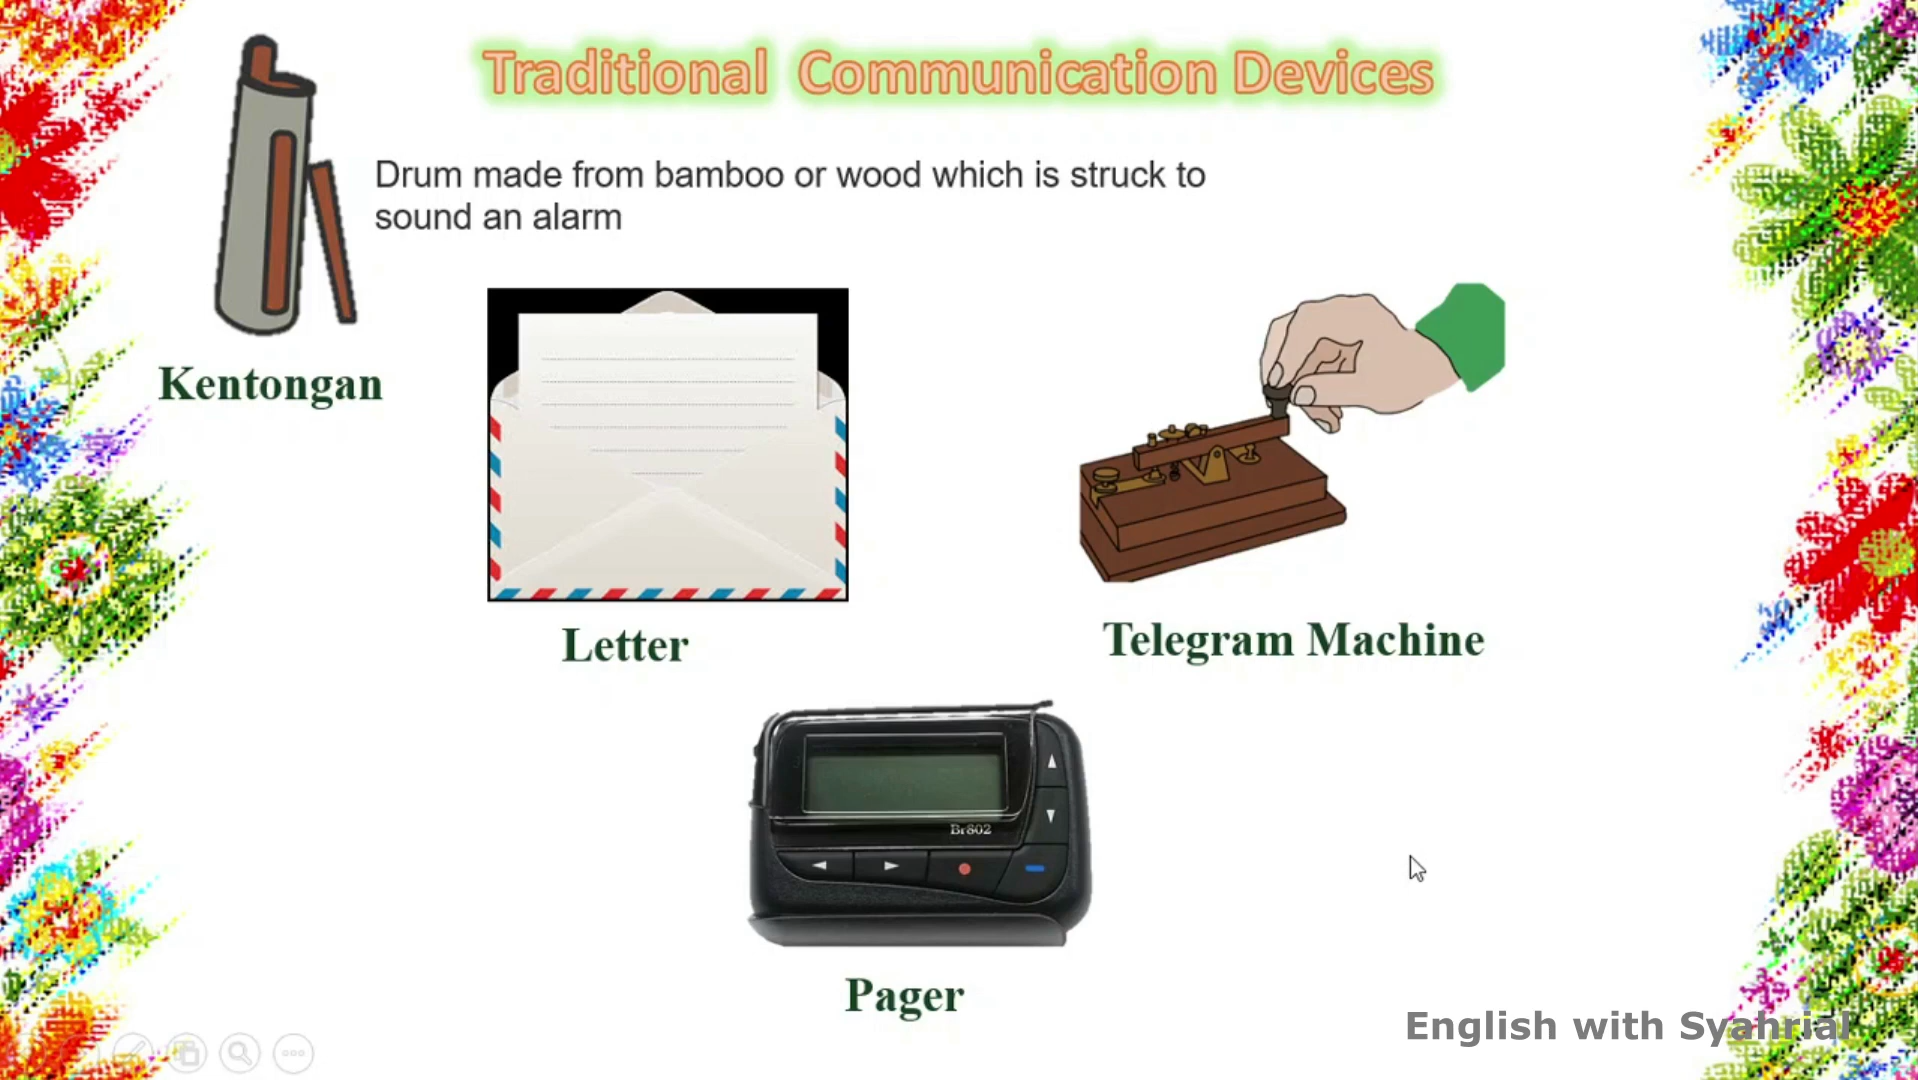 Traditional Communication Devices
Drum made from bamboo or wood which is struck to
sound an alarm
Kentongan
Letter
Telegram Machine
Br802
Pager
English with Syahrial